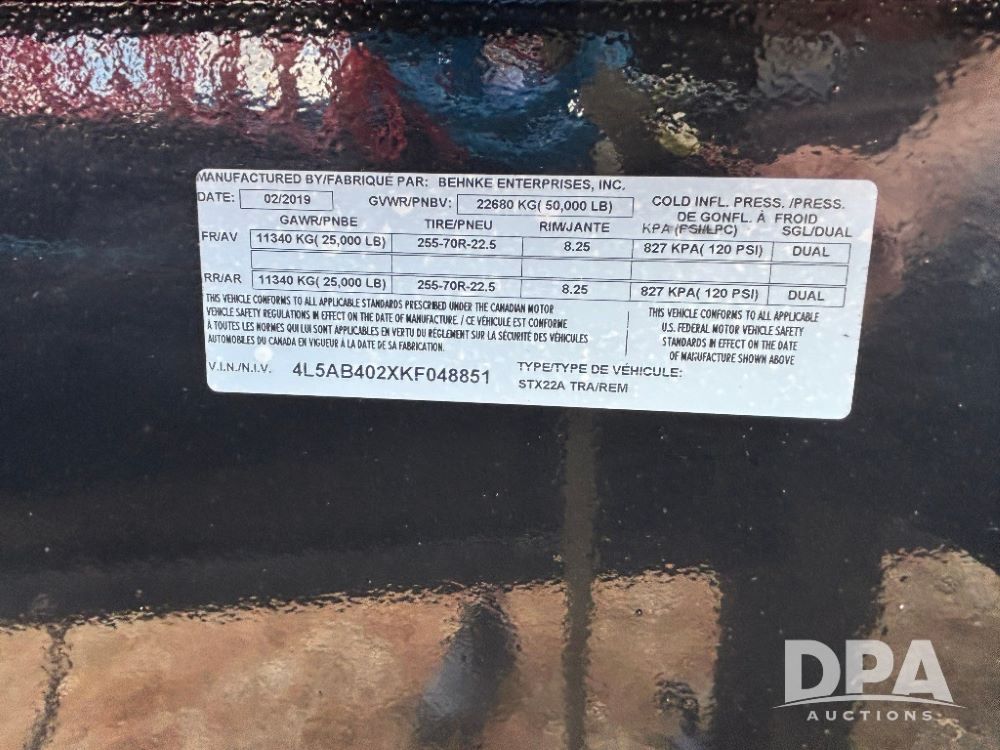 MANUFACTURED BY/FABRIQUÉ PAR: BEHNKE ENTERPRISES, INC.
DATE: 02/2019 GVWR/PNBV: 22680 KG( 50,000 LB) COLD INFL. PRESS. /PRESS.
DE GONFL. À FROID
GAWR/PNBE TIRE/PNEU RIM/JANTE KPA (PSI/LPC) SGL/DUAL
FR/AV 11340 KG( 25,000 LB) 255-70R-22.5 8.25 827 KPA( 120 PSI) DUAL
RR/AR 11340 KG( 25,000 LB) 255-70R-22.5 8.25 827 KPA( 120 PSI) DUAL
THIS VEHICLE CONFORMS TO ALL APPLICABLE STANDARDS PRESCRIBED UNDER THE CANADIAN MOTOR
VEHICLE SAFETY REGULATIONS IN EFFECT ON THE DATE OF MANUFACTURE. / CE VÉHICULE EST CONFORME
À TOUTES LES NORMES QUI LUI SONT APPLICABLES EN VERTU DU RÈGLEMENT SUR LA SÉCURITÉ DES VÉHICULES
AUTOMOBILES DU CANADA EN VIGUEUR À LA DATE DE SA FABRICATION.
THIS VEHICLE CONFORMS TO ALL APPLICABLE
U.S. FEDERAL MOTOR VEHICLE SAFETY
STANDARDS IN EFFECT ON THE DATE
OF MANUFACTURE SHOWN ABOVE
V.I.N./N.I.V. 4L5AB402XKF048851 TYPE/TYPE DE VÉHICULE:
STX22A TRA/REM
DPA
AUCTIONS